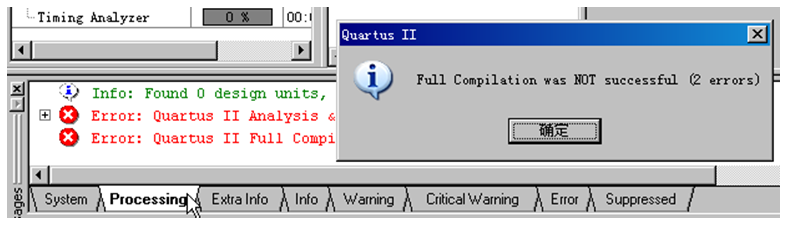 Timing Analyzer 0 % 00:
Quartus II
Full Compilation was NOT successful (2 errors)
确定
Info: Found 0 design units,
Error: Quartus II Analysis &
Error: Quartus II Full Compi
System Processing Extra Info Info Warning Critical Warning Error Suppressed